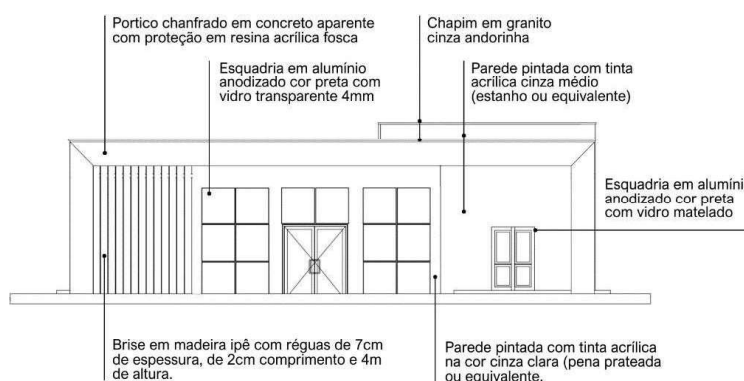 Portico chanfrado em concreto aparente
com proteção em resina acrílica fosca
Chapim em granito
cinza andorinha
Esquadria em alumínio
anodizado cor preta com
vidro transparente 4mm
Parede pintada com tinta
acrílica cinza médio
(estanho ou equivalente)
Esquadria em alumíni
anodizado cor preta
com vidro matelado
Brise em madeira ipê com réguas de 7cm
de espessura, de 2cm comprimento e 4m
de altura.
Parede pintada com tinta acrílica
na cor cinza clara (pena prateada
ou equivalente.